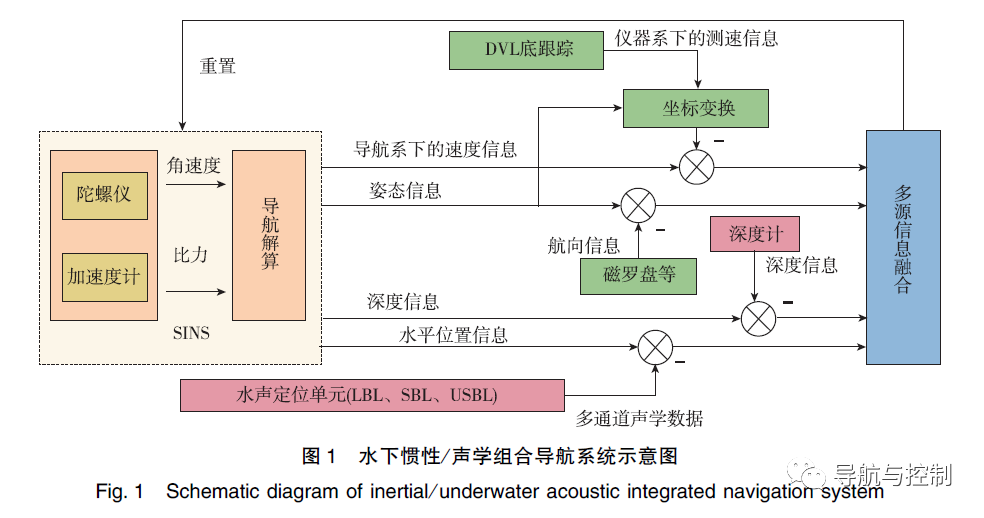 DVL底跟踪
仪器系下的测速信息
重置
坐标变换
导航系下的速度信息
角速度
陀螺仪
导航解算
姿态信息
多源信息融合
航向信息
深度计
比力
加速度计
磁罗盘等
深度信息
深度信息
SINS
水平位置信息
水声定位单元(LBL、SBL、USBL)
多通道声学数据
图 1 水下惯性/声学组合导航系统示意图
Fig. 1 Schematic diagram of inertial/underwater acoustic integrated navigation system
导航与控制